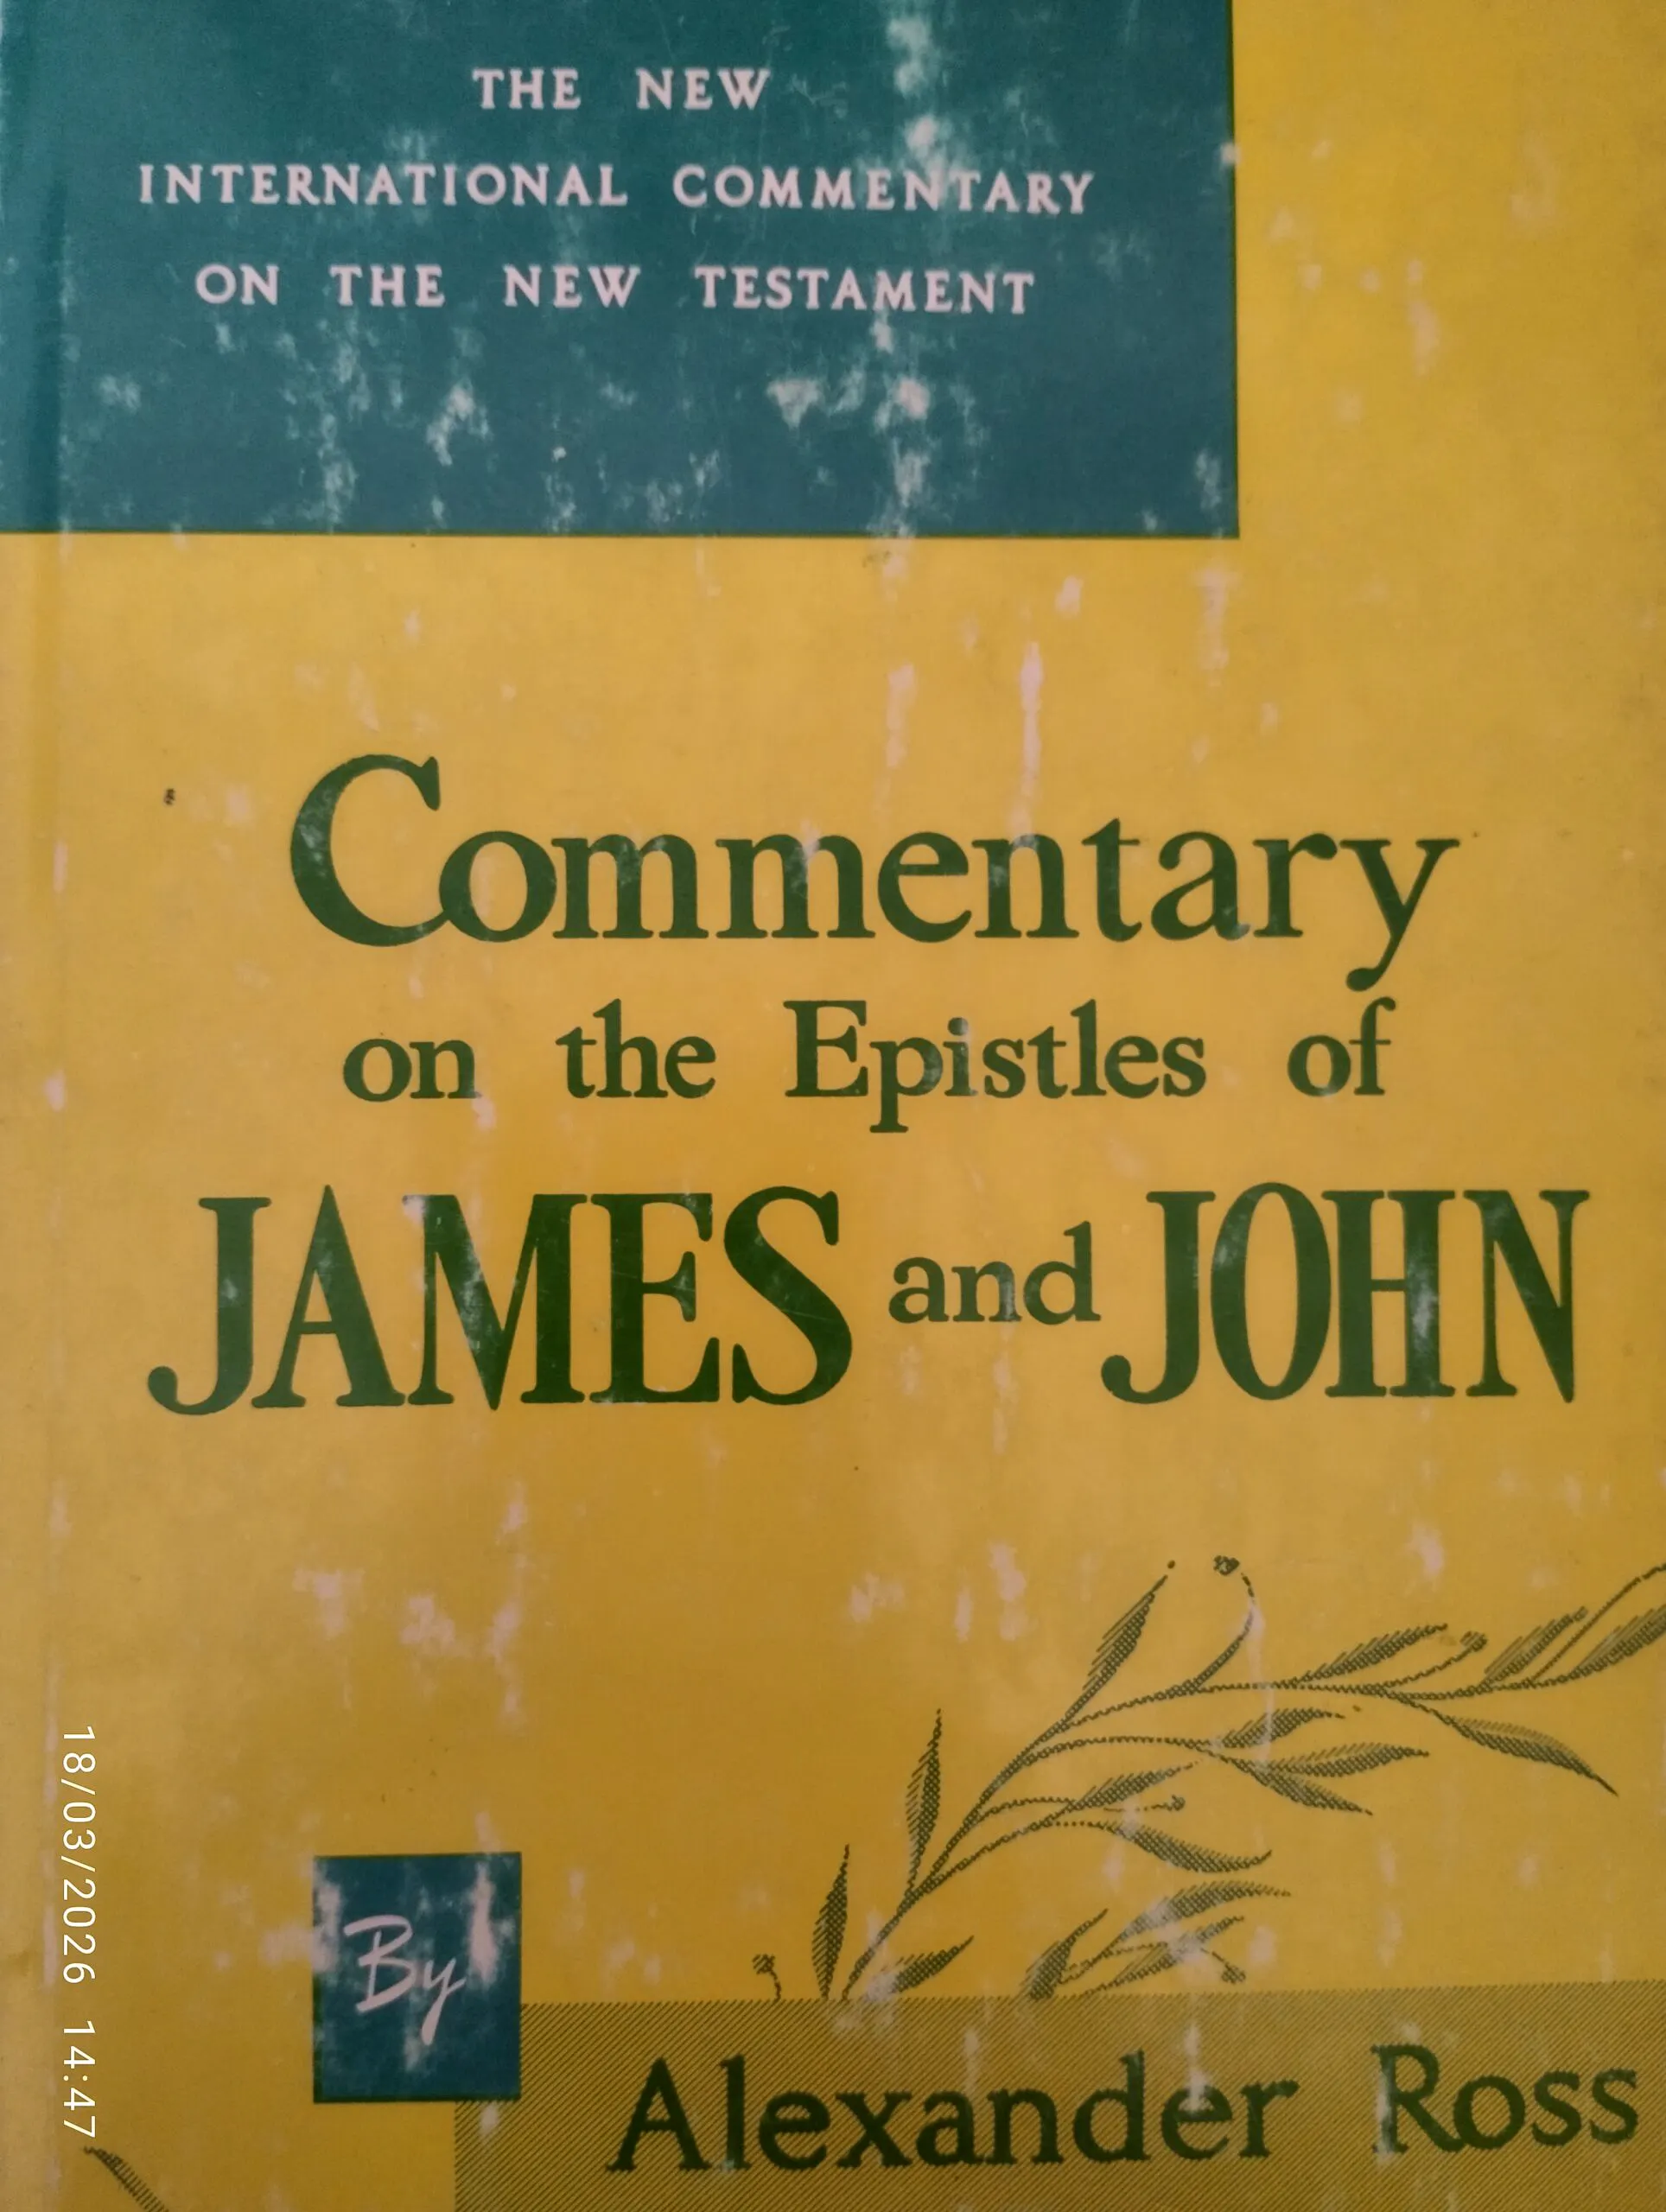 THE NEW
INTERNATIONAL COMMENTARY
ON THE NEW TESTAMENT
Commentary
on the Epistles of
JAMES and JOHN
By
Alexander Ross
18/03/2026 14:47